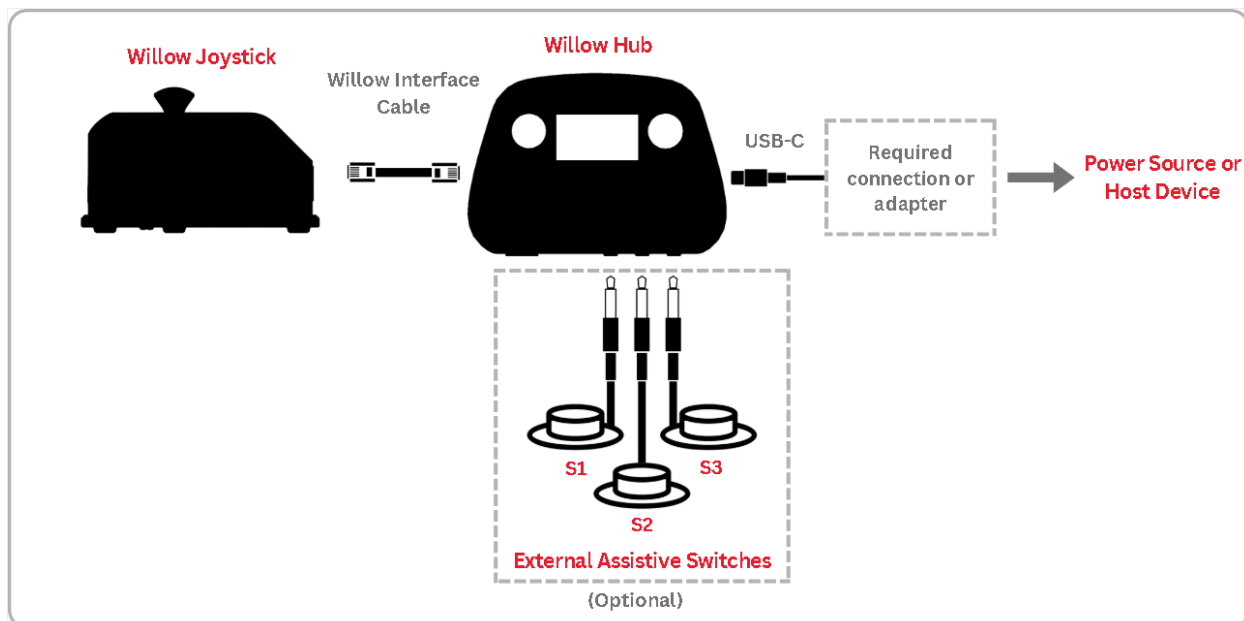 Willow Joystick
Willow Interface
Cable
Willow Hub
USB-C
Required
connection or
adapter
Power Source or
Host Device
S1
S3
S2
External Assistive Switches
(Optional)